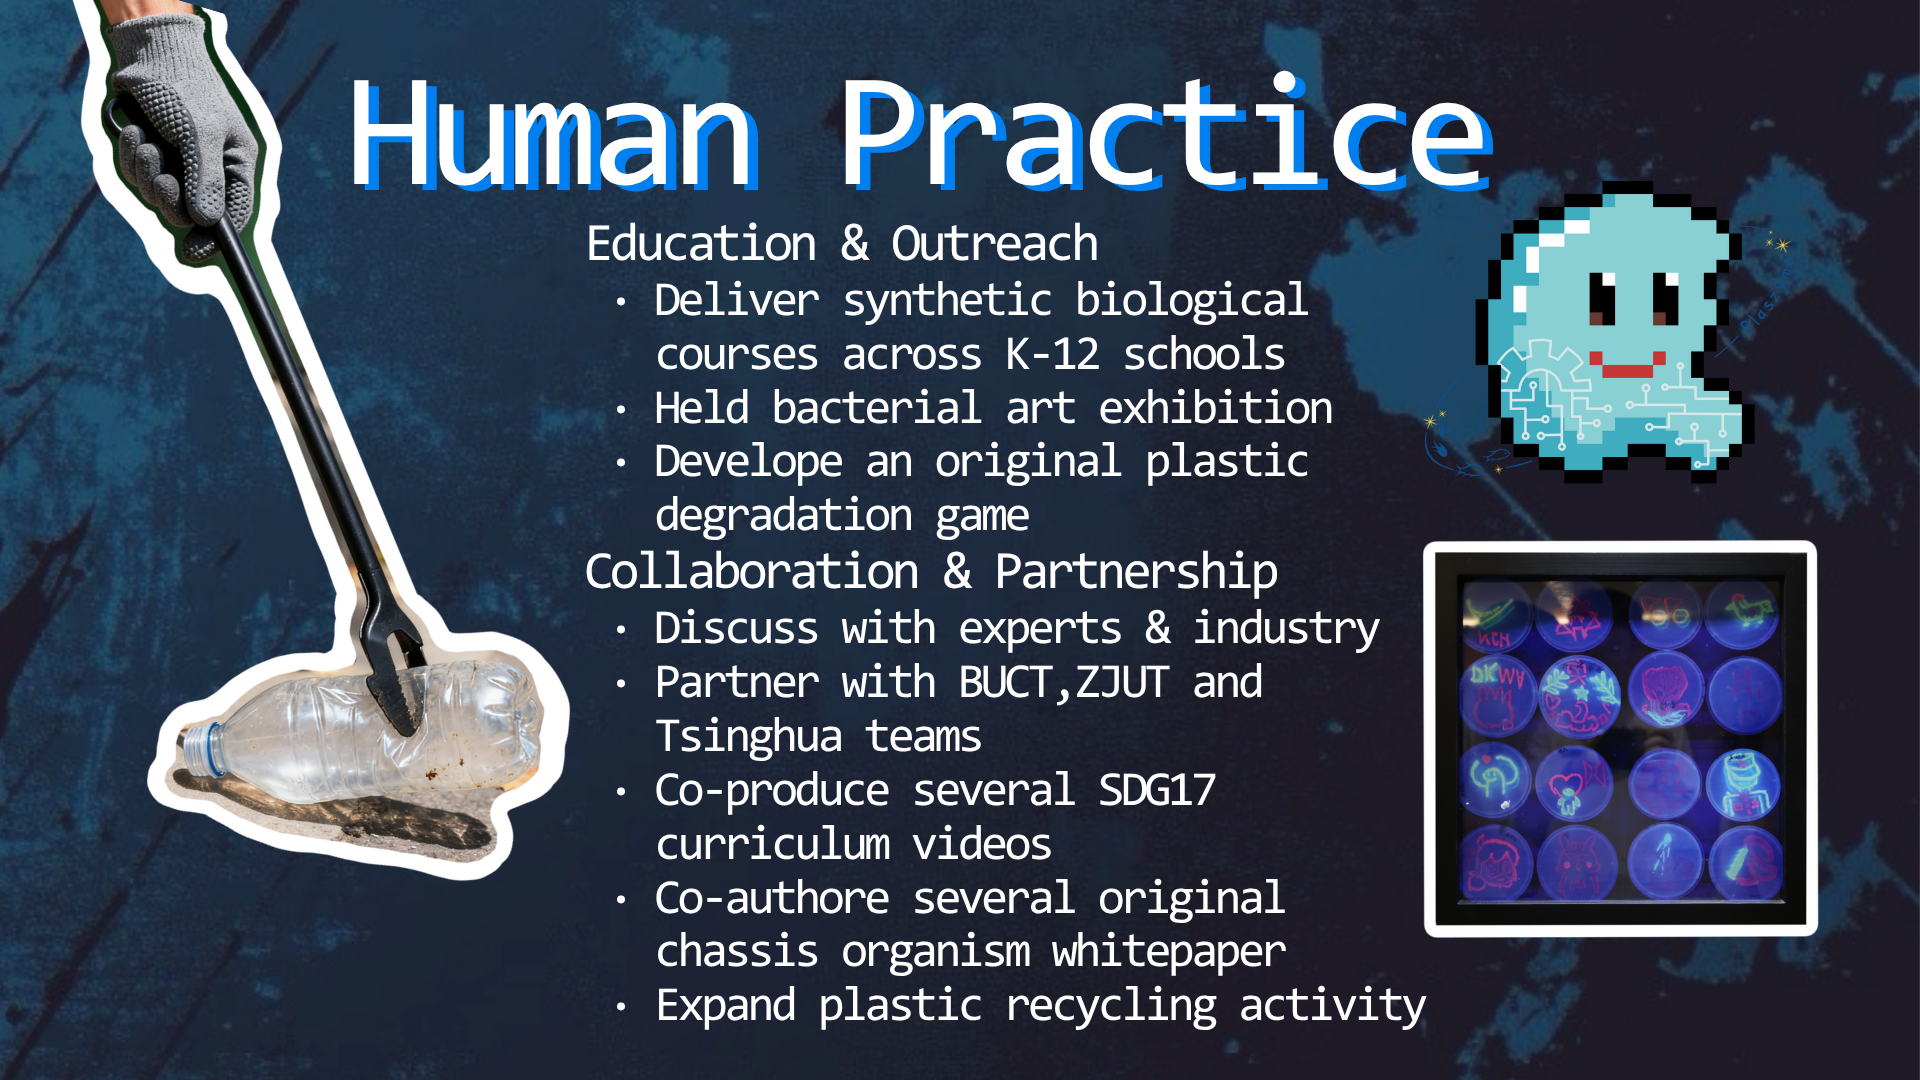 Human Practice
Education & Outreach
· Deliver synthetic biological
courses across K-12 schools
· Held bacterial art exhibition
· Develope an original plastic
degradation game
Collaboration & Partnership
· Discuss with experts & industry
· Partner with BUCT,ZJUT and
Tsinghua teams
· Co-produce several SDG17
curriculum videos
· Co-authore several original
chassis organism whitepaper
· Expand plastic recycling activity